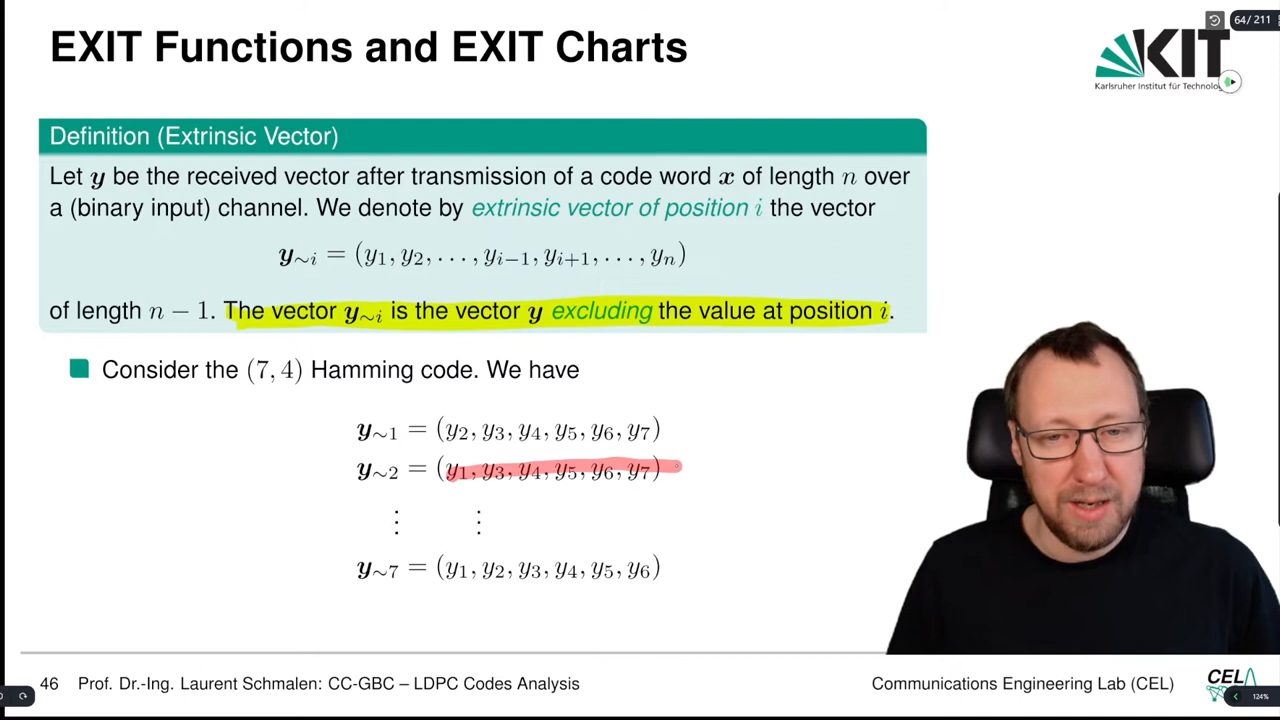 64/ 211
EXIT Functions and EXIT Charts
KIT
Karlsruher Institut für Technolo
Definition (Extrinsic Vector)
Let y be the received vector after transmission of a code word x of length n over
a (binary input) channel. We denote by extrinsic vector of position i the vector
y∼i = (y1, y2, . . . , yi−1, yi+1, . . . , yn)
of length n − 1. The vector y∼i is the vector y excluding the value at position i.
Consider the (7, 4) Hamming code. We have
y∼1 = (y2, y3, y4, y5, y6, y7)
y∼2 = (y1, y3, y4, y5, y6, y7)
⋮ ⋮
y∼7 = (y1, y2, y3, y4, y5, y6)
46 Prof. Dr.-Ing. Laurent Schmalen: CC-GBC – LDPC Codes Analysis
Communications Engineering Lab (CEL)
CEL
124%